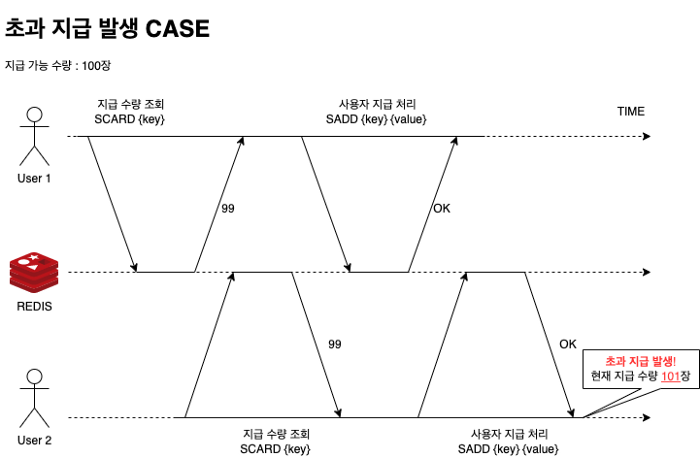 초과 지급 발생 CASE
지급 가능 수량 : 100장
지급 수량 조회
SCARD {key}
사용자 지급 처리
SADD {key} {value}
TIME
User 1
99
OK
REDIS
99
OK
초과 지급 발생!
현재 지급 수량 101장
User 2
지급 수량 조회
SCARD {key}
사용자 지급 처리
SADD {key} {value}